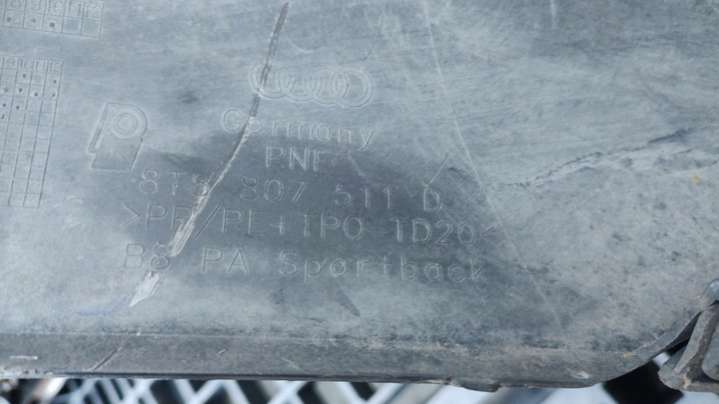 Germany
PNF
8T8 807 511 D
>PP/PE+TPO TD20<
B8 PA Sportback